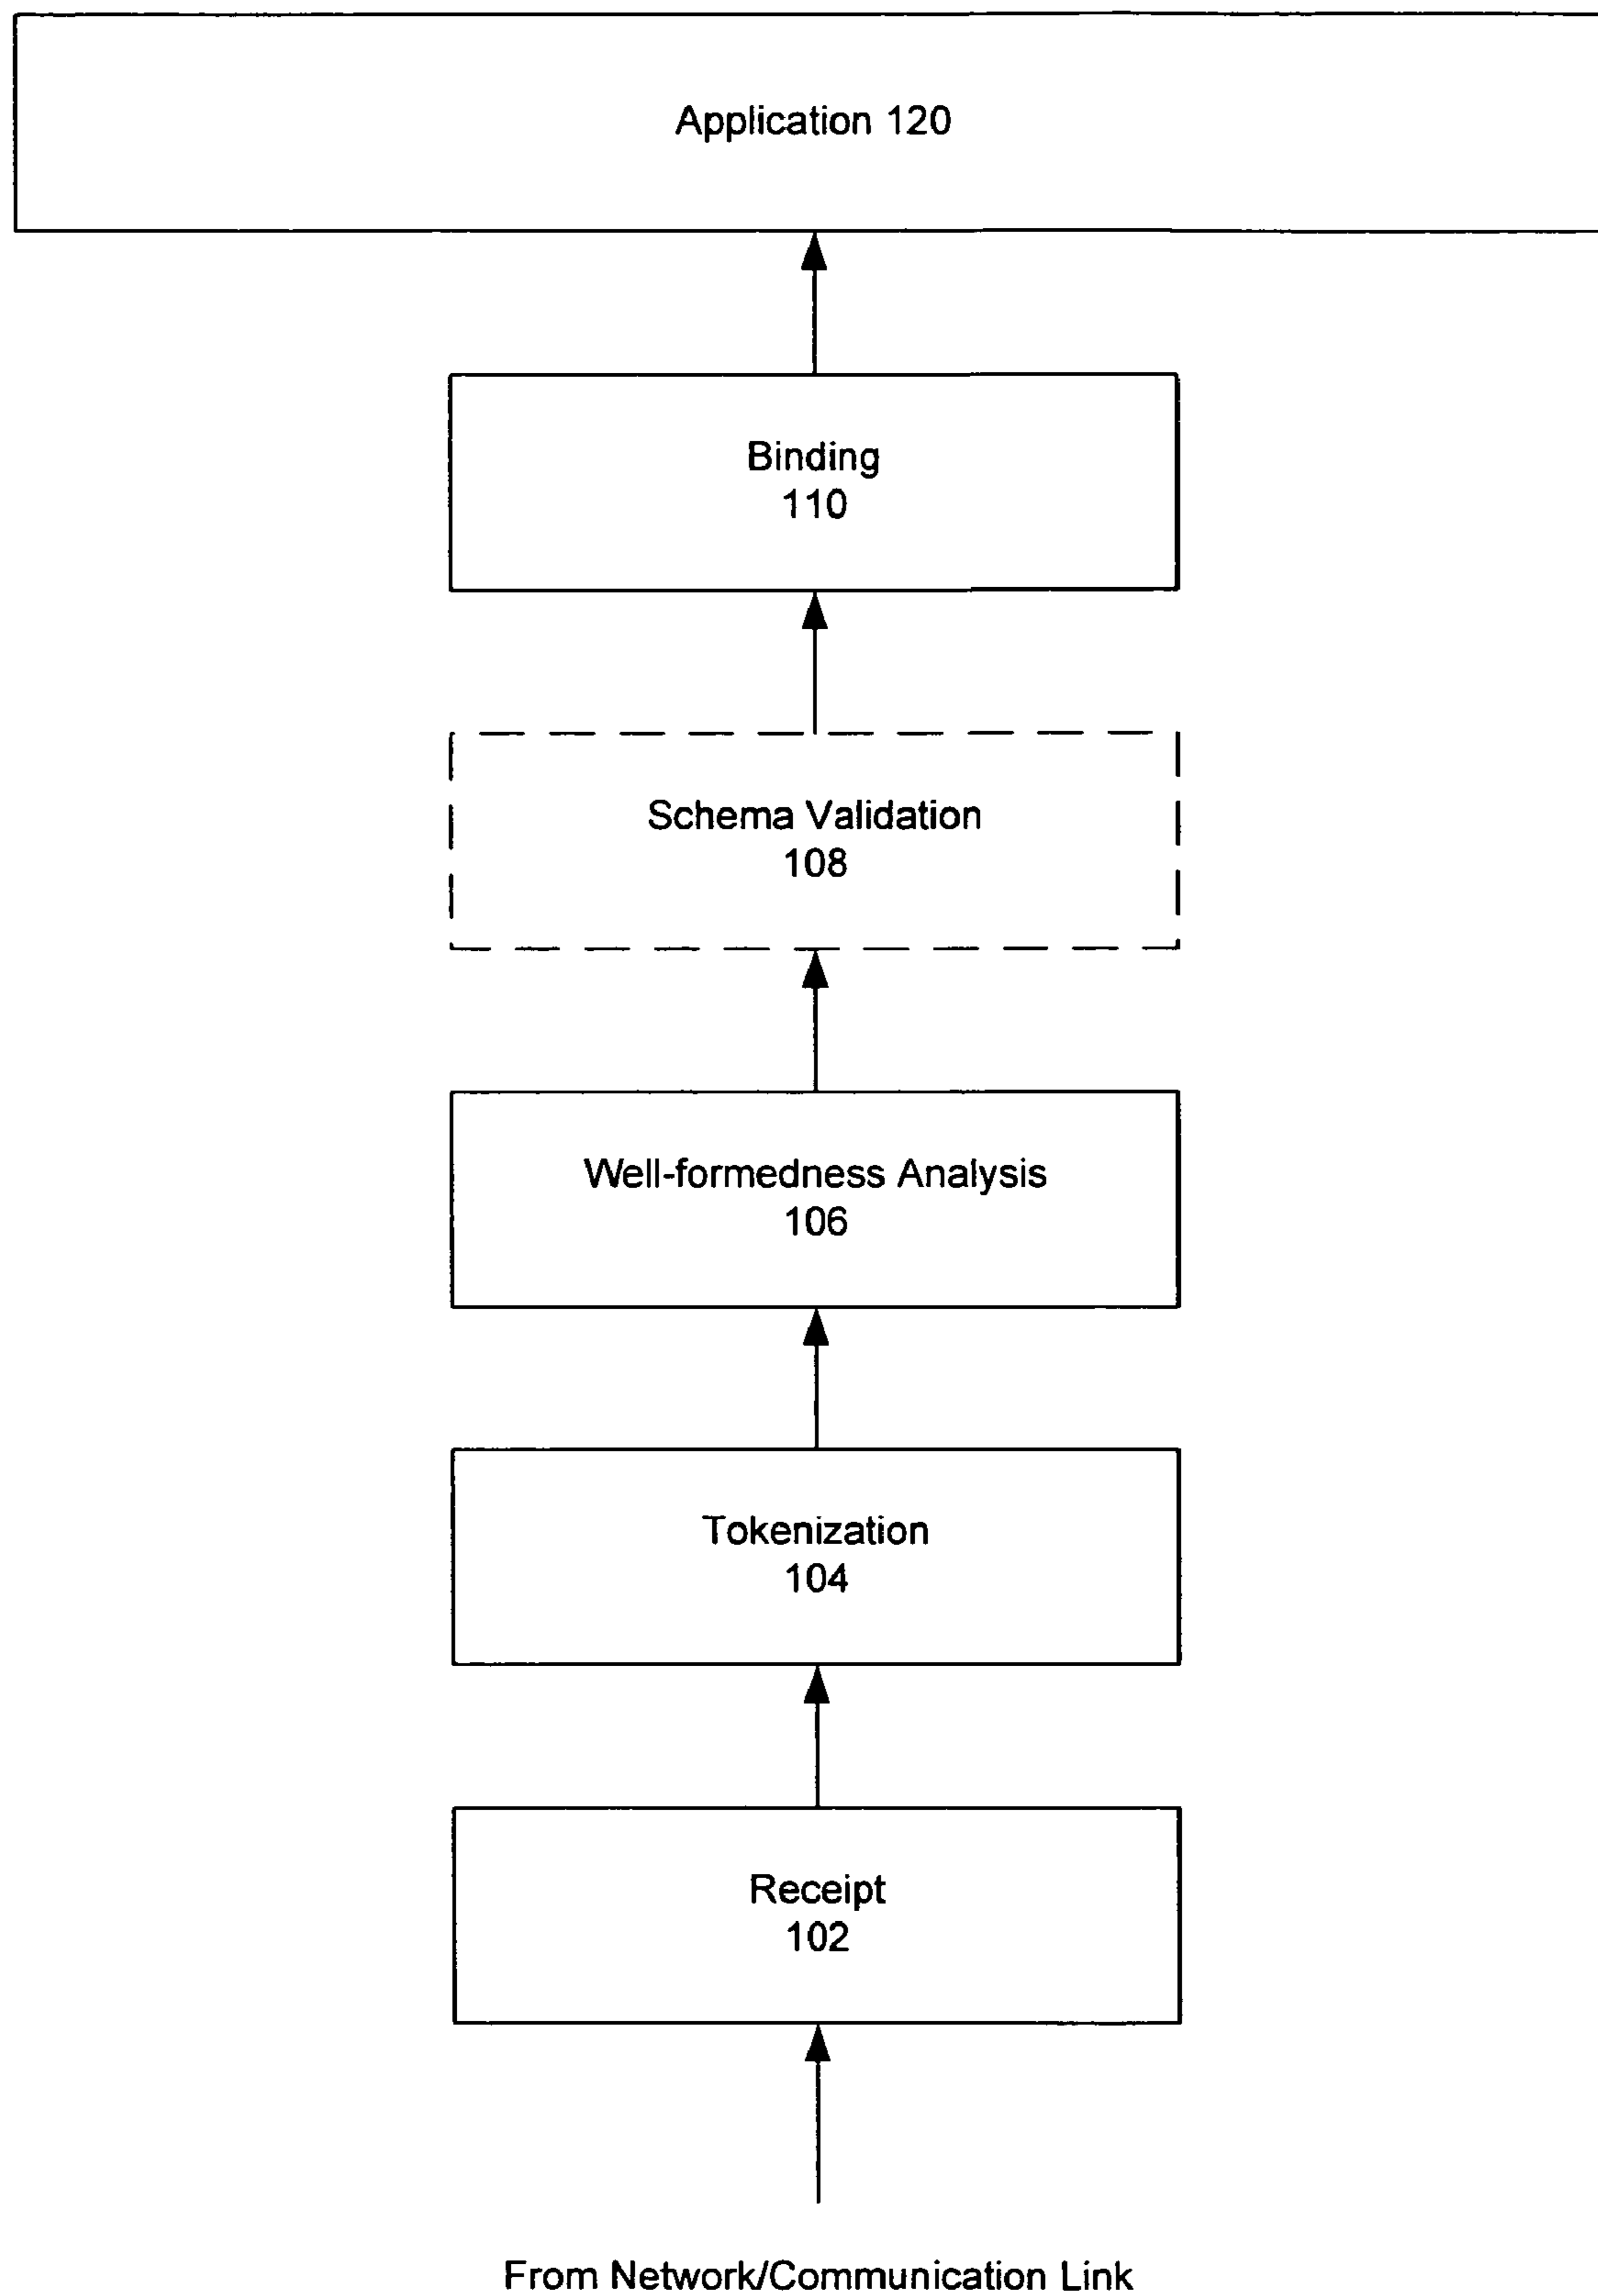 Application 120
Binding
110
Schema Validation
108
Well-formedness Analysis
106
Tokenization
104
Receipt
102
From Network/Communication Link